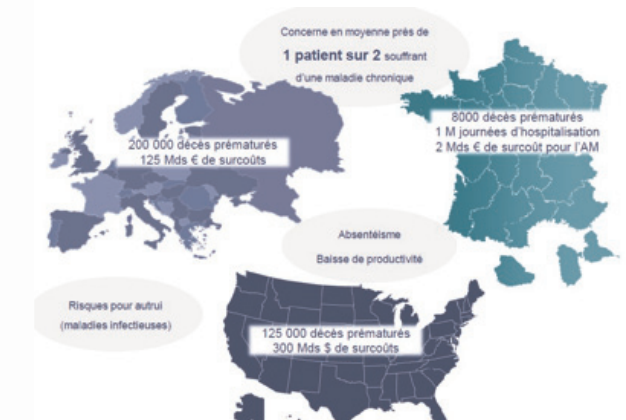 Concerne en moyenne près de
1 patient sur 2 souffrant
d'une maladie chronique
8000 décès prématurés
1 M journées d'hospitalisation
2 Mds € de surcoût pour l'AM
200 000 décès prématurés
125 Mds € de surcoûts
Absentéisme
Baisse de productivité
Risques pour autrui
(maladies infectieuses)
125 000 décès prématurés
300 Mds $ de surcoûts